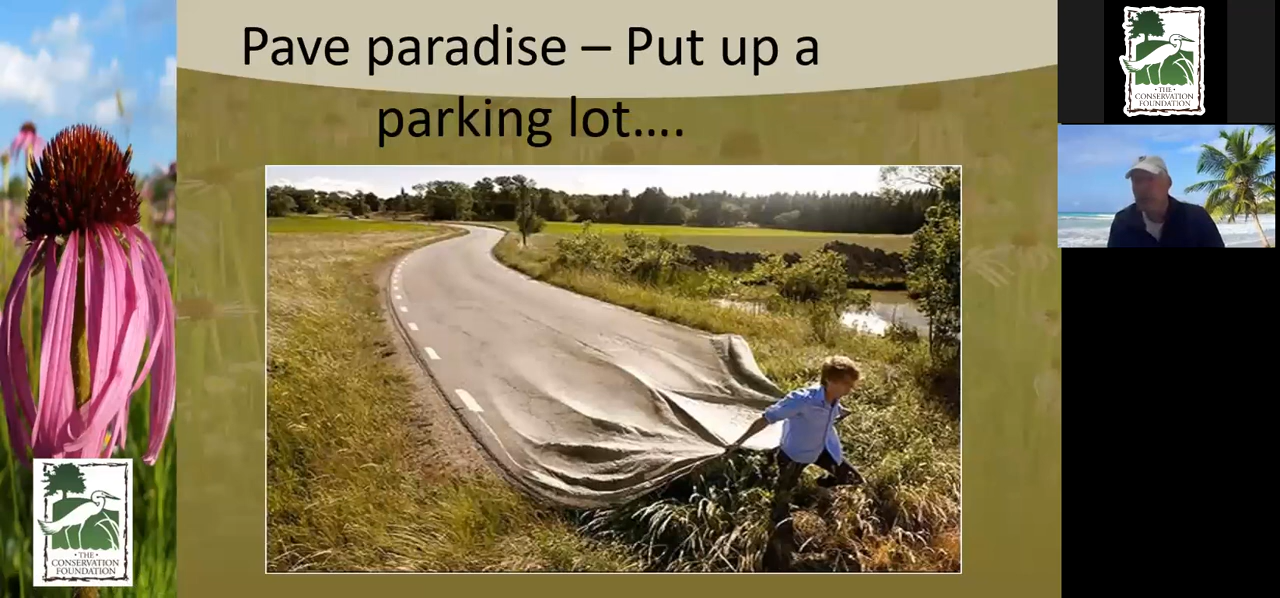 Pave paradise – Put up a
parking lot….
• THE •
CONSERVATION
FOUNDATION
• THE •
CONSERVATION
FOUNDATION